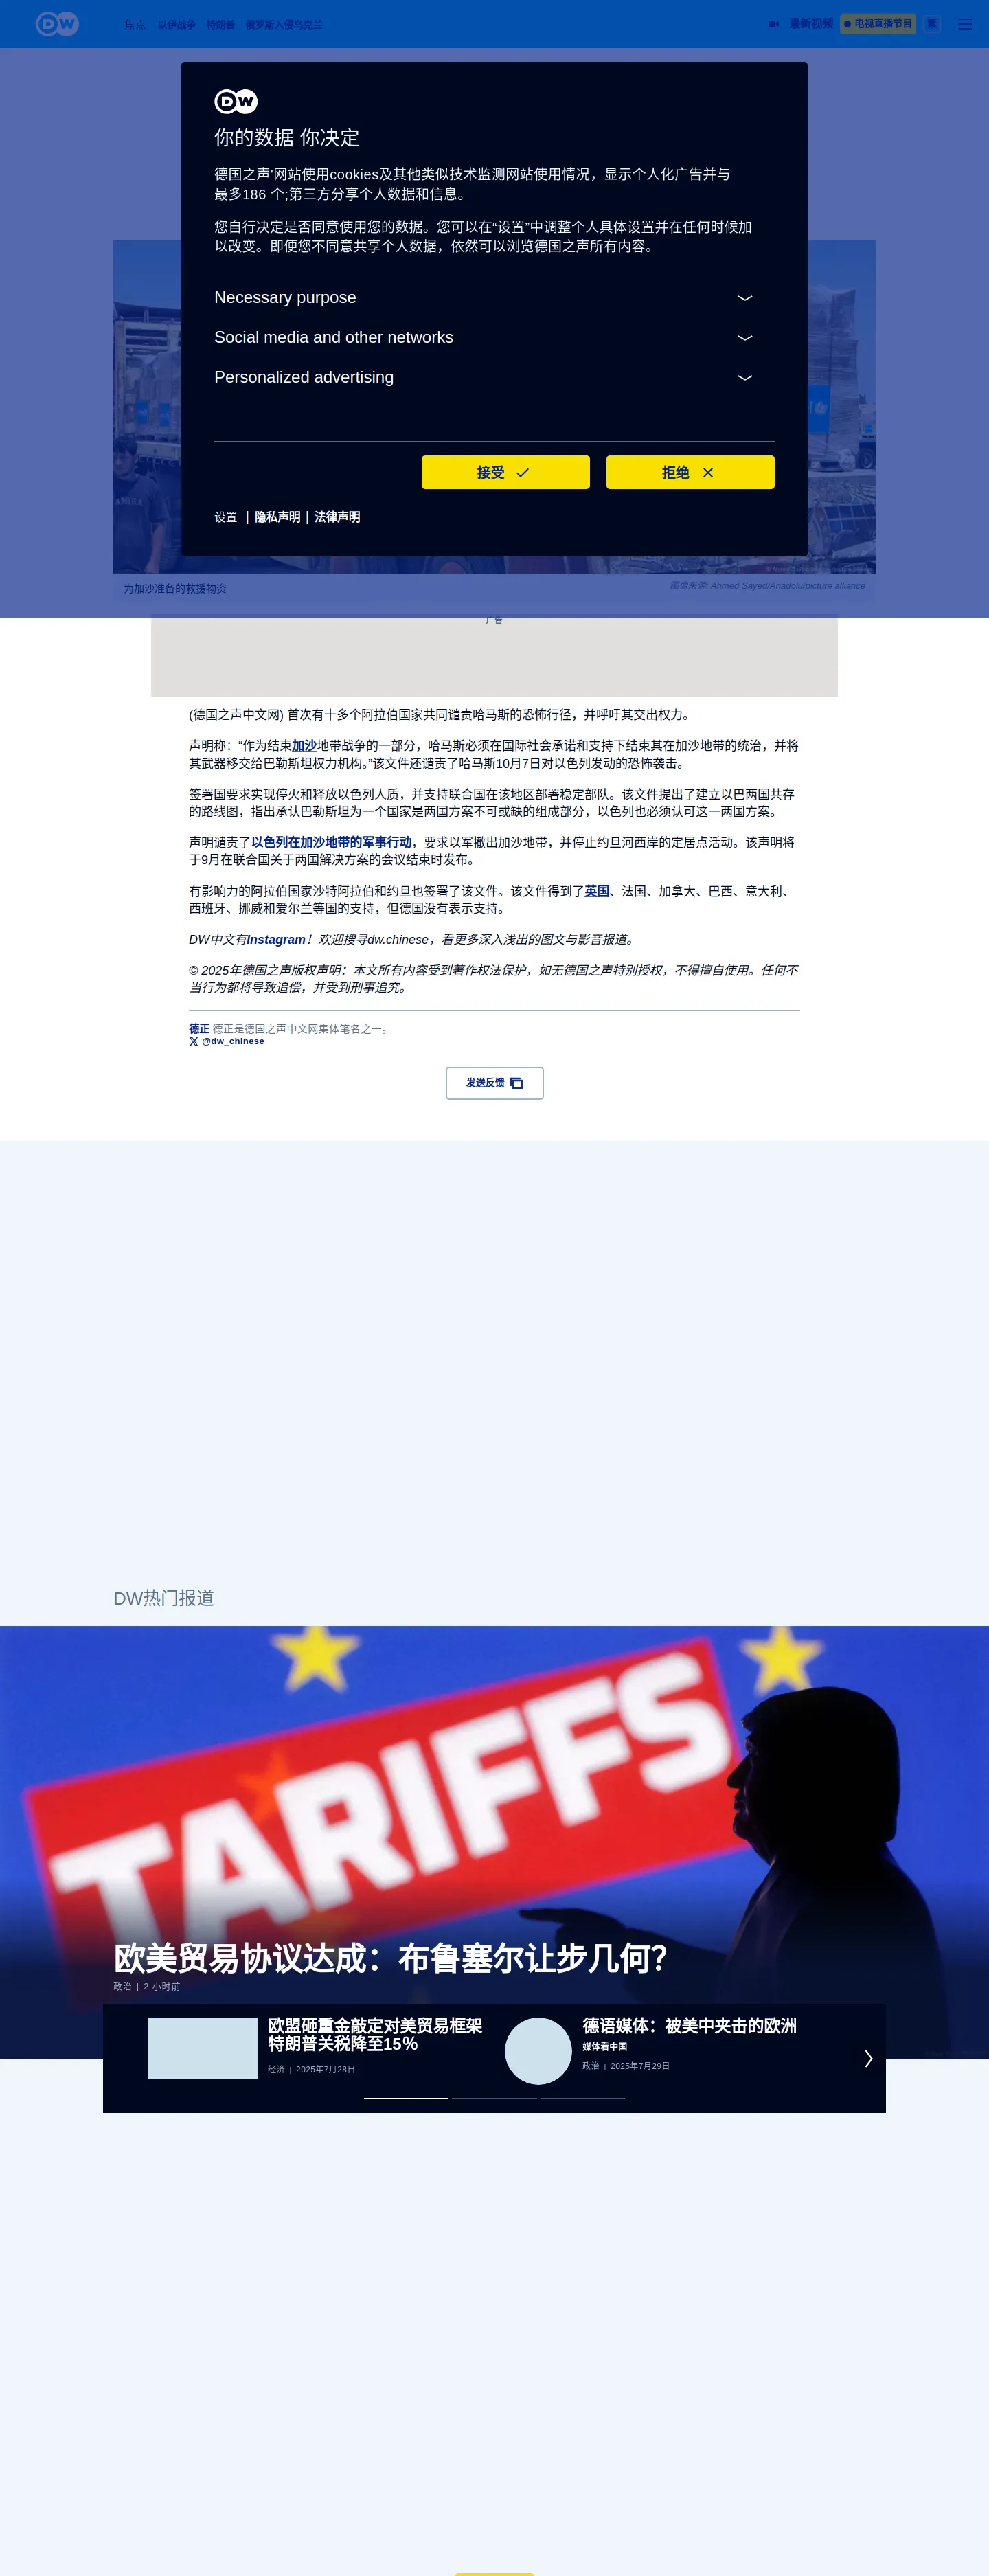 DW
焦点 以伊战争 特朗普 俄罗斯入侵乌克兰
最新视频 电视直播节目 繁
DW
你的数据 你决定
德国之声'网站使用cookies及其他类似技术监测网站使用情况，显示个人化广告并与
最多186 个;第三方分享个人数据和信息。
您自行决定是否同意使用您的数据。您可以在“设置”中调整个人具体设置并在任何时候加
以改变。即便您不同意共享个人数据，依然可以浏览德国之声所有内容。
Necessary purpose
Social media and other networks
Personalized advertising
接受 拒绝
设置 | 隐私声明 | 法律声明
为加沙准备的救援物资
图像来源: Ahmed Sayed/Anadolu/picture alliance
广告
(德国之声中文网) 首次有十多个阿拉伯国家共同谴责哈马斯的恐怖行径，并呼吁其交出权力。
声明称：“作为结束加沙地带战争的一部分，哈马斯必须在国际社会承诺和支持下结束其在加沙地带的统治，并将
其武器移交给巴勒斯坦权力机构。”该文件还谴责了哈马斯10月7日对以色列发动的恐怖袭击。
签署国要求实现停火和释放以色列人质，并支持联合国在该地区部署稳定部队。该文件提出了建立以巴两国共存
的路线图，指出承认巴勒斯坦为一个国家是两国方案不可或缺的组成部分，以色列也必须认可这一两国方案。
声明谴责了以色列在加沙地带的军事行动，要求以军撤出加沙地带，并停止约旦河西岸的定居点活动。该声明将
于9月在联合国关于两国解决方案的会议结束时发布。
有影响力的阿拉伯国家沙特阿拉伯和约旦也签署了该文件。该文件得到了英国、法国、加拿大、巴西、意大利、
西班牙、挪威和爱尔兰等国的支持，但德国没有表示支持。
DW中文有Instagram！欢迎搜寻dw.chinese，看更多深入浅出的图文与影音报道。
© 2025年德国之声版权声明：本文所有内容受到著作权法保护，如无德国之声特别授权，不得擅自使用。任何不
当行为都将导致追偿，并受到刑事追究。
德正 德正是德国之声中文网集体笔名之一。
@dw_chinese
发送反馈
DW热门报道
TARIFFS
欧美贸易协议达成：布鲁塞尔让步几何？
政治 | 2 小时前
欧盟砸重金敲定对美贸易框架
特朗普关税降至15％
经济 | 2025年7月28日
德语媒体：被美中夹击的欧洲
媒体看中国
政治 | 2025年7月29日